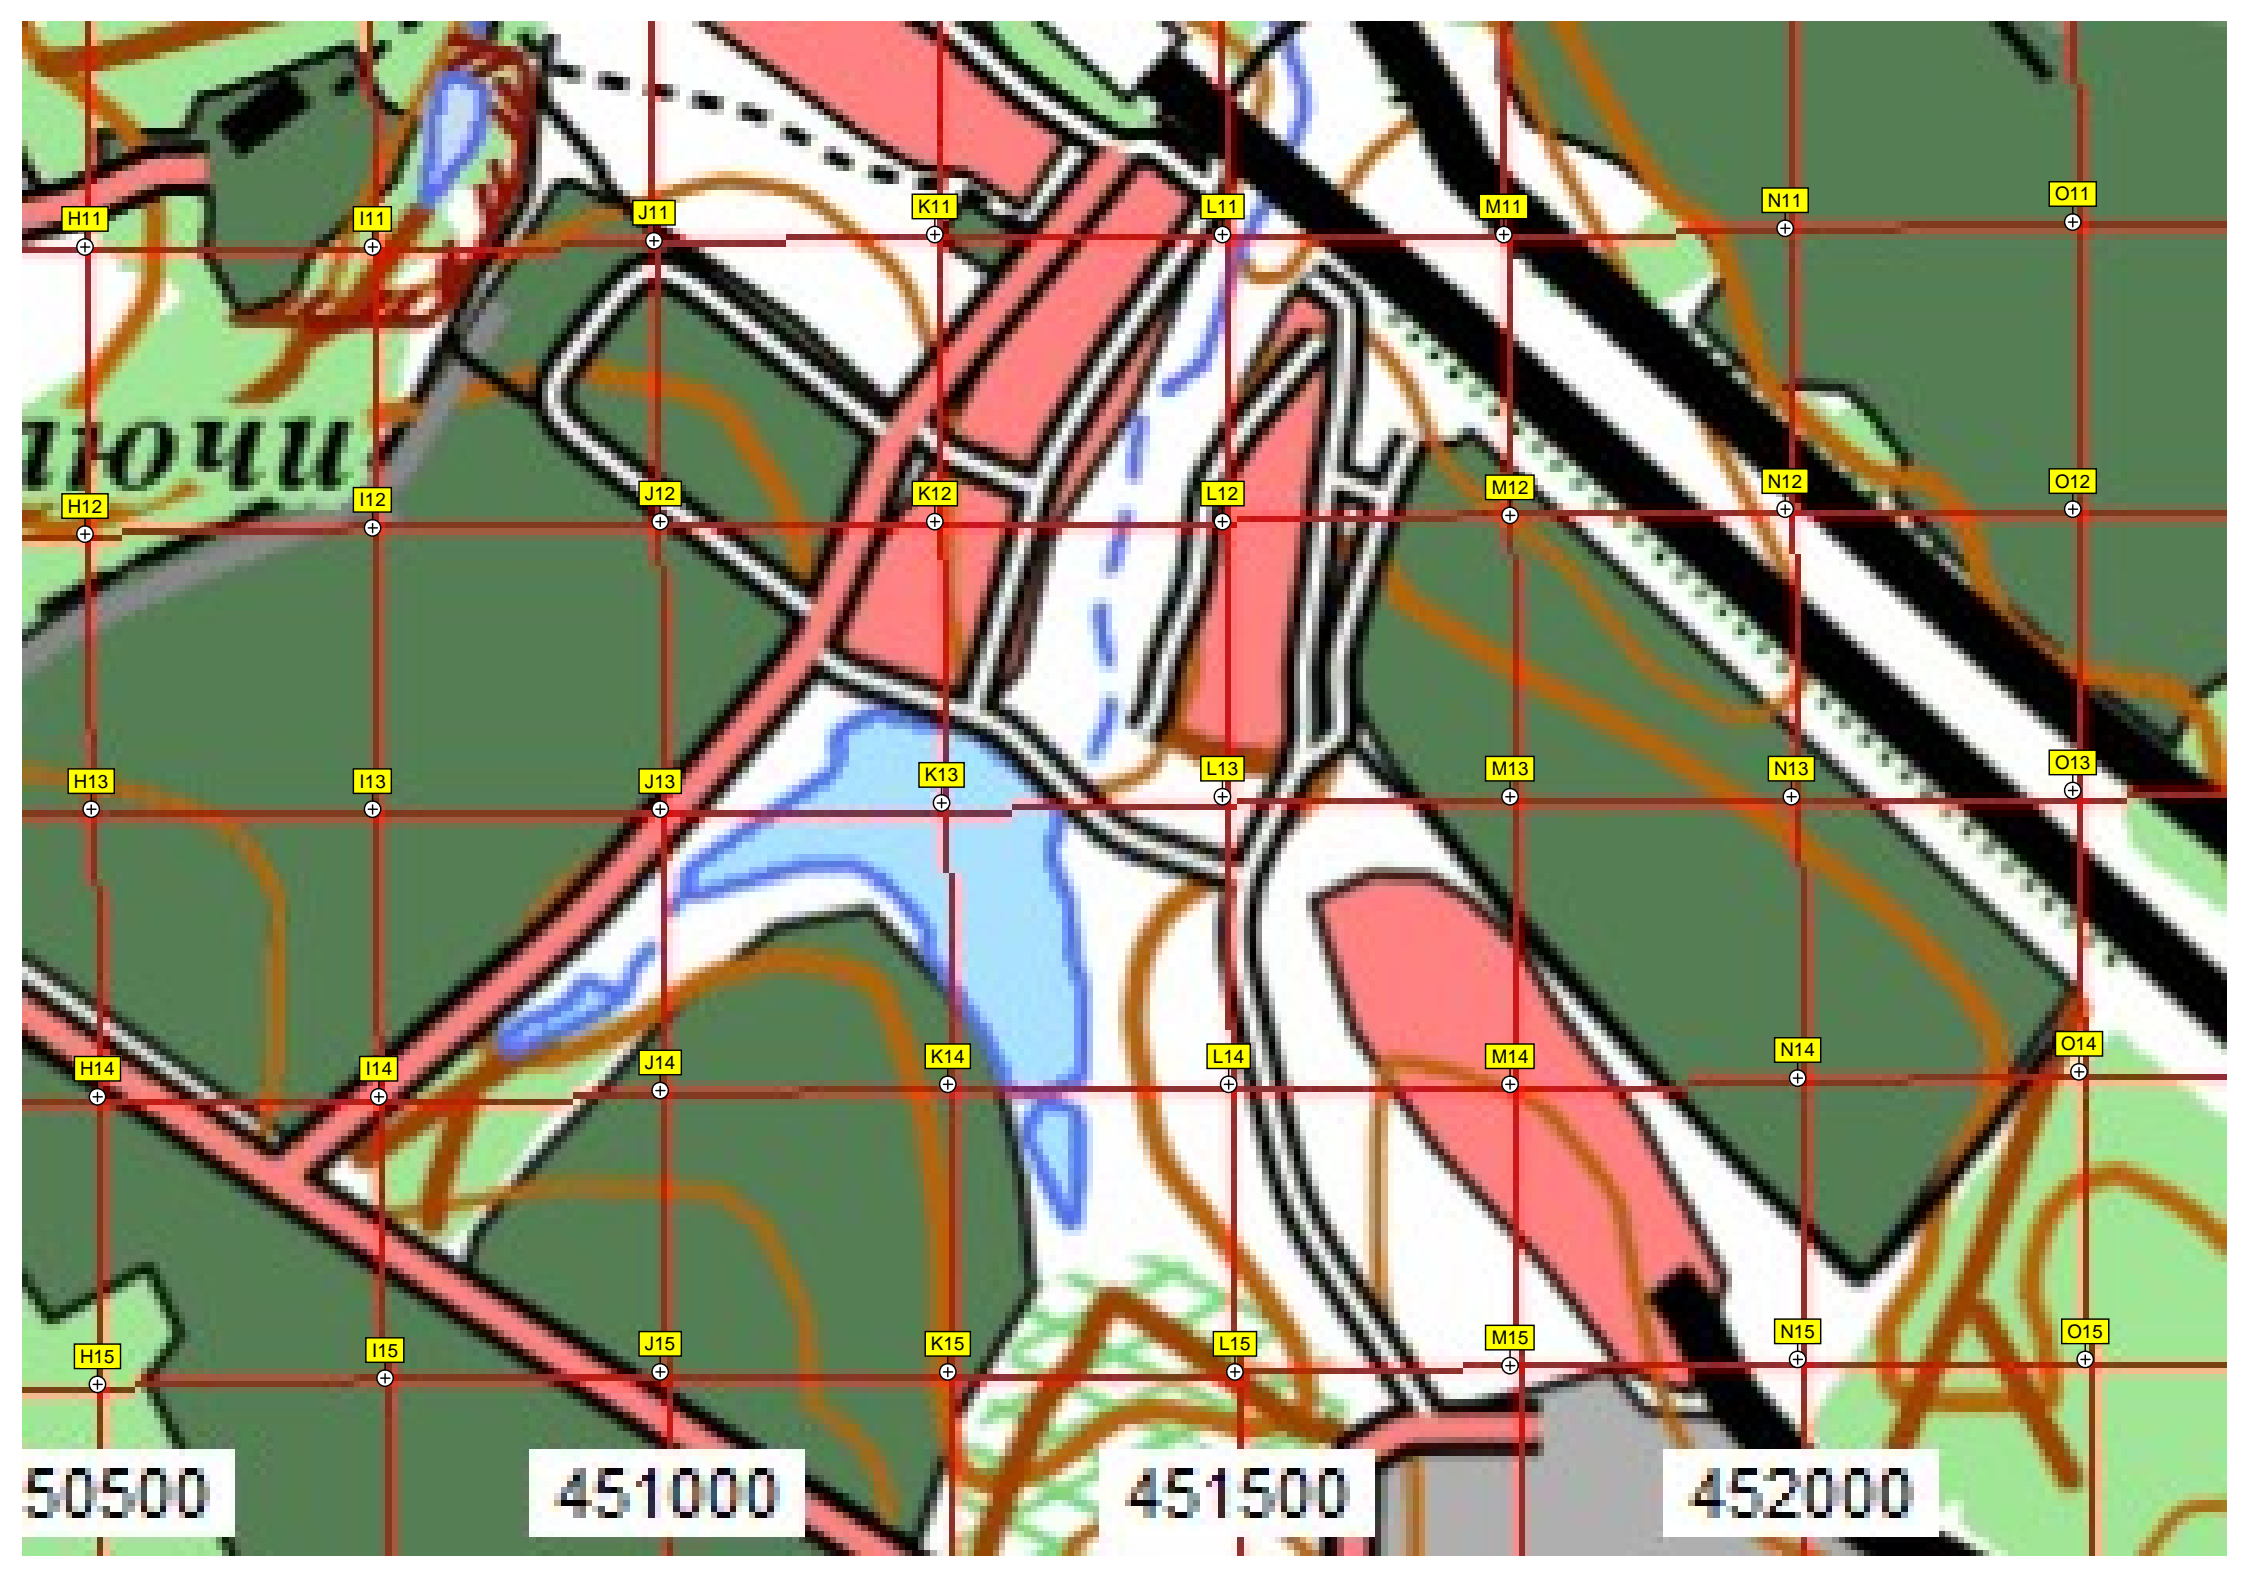 H11 I11 J11 K11 L11 M11 N11 O11
лючи
H12 I12 J12 K12 L12 M12 N12 O12
H13 I13 J13 K13 L13 M13 N13 O13
H14 I14 J14 K14 L14 M14 N14 O14
H15 I15 J15 K15 L15 M15 N15 O15
50500 451000 451500 452000